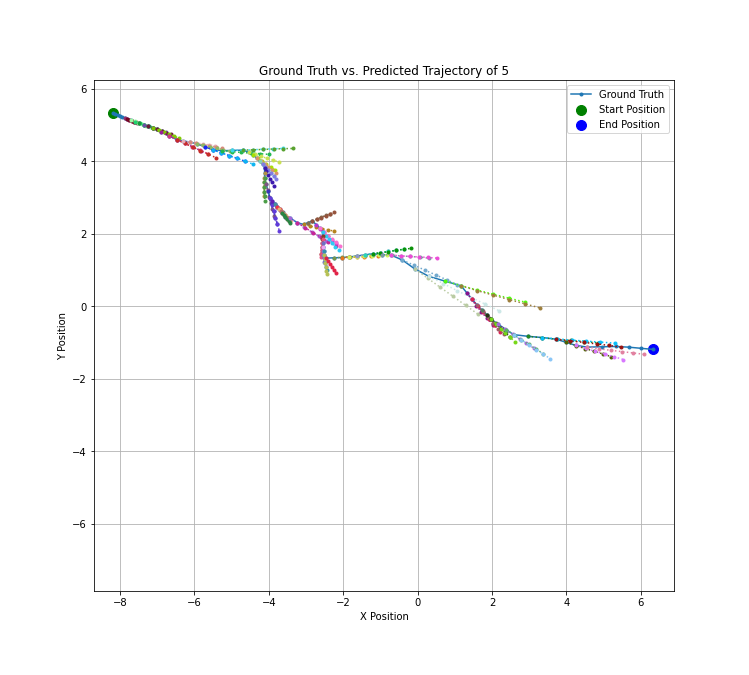 Ground Truth vs. Predicted Trajectory of 5
Ground Truth
Start Position
End Position
6
4
2
0
−2
−4
−6
Y Position
−8 −6 −4 −2 0 2 4 6
X Position